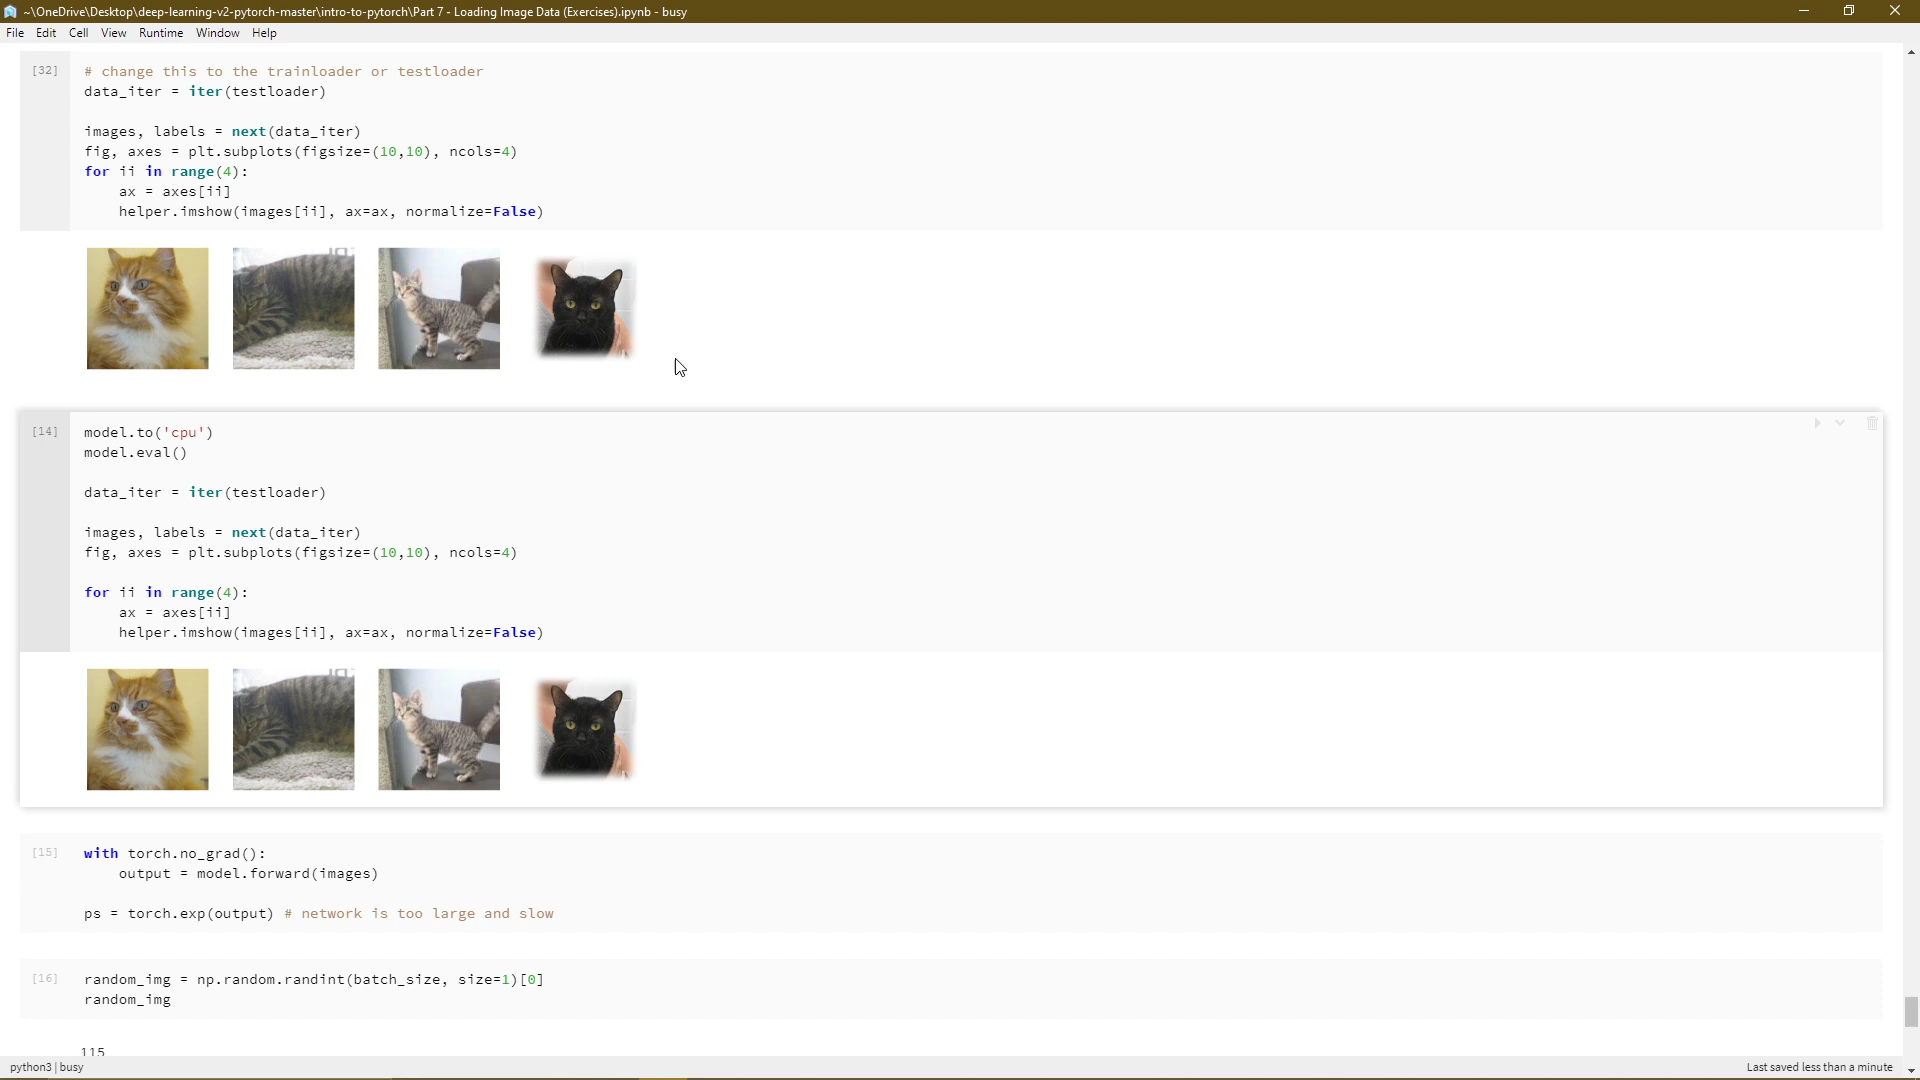 ~\OneDrive\Desktop\deep-learning-v2-pytorch-master\intro-to-pytorch\Part 7 - Loading Image Data (Exercises).ipynb - busy
File Edit Cell View Runtime Window Help
[32] # change this to the trainloader or testloader
data_iter = iter(testloader)
images, labels = next(data_iter)
fig, axes = plt.subplots(figsize=(10,10), ncols=4)
for ii in range(4):
    ax = axes[ii]
    helper.imshow(images[ii], ax=ax, normalize=False)
[14] model.to('cpu')
model.eval()
data_iter = iter(testloader)
images, labels = next(data_iter)
fig, axes = plt.subplots(figsize=(10,10), ncols=4)
for ii in range(4):
    ax = axes[ii]
    helper.imshow(images[ii], ax=ax, normalize=False)
[15] with torch.no_grad():
    output = model.forward(images)
ps = torch.exp(output) # network is too large and slow
[16] random_img = np.random.randint(batch_size, size=1)[0]
random_img
115
python3 | busy
Last saved less than a minute